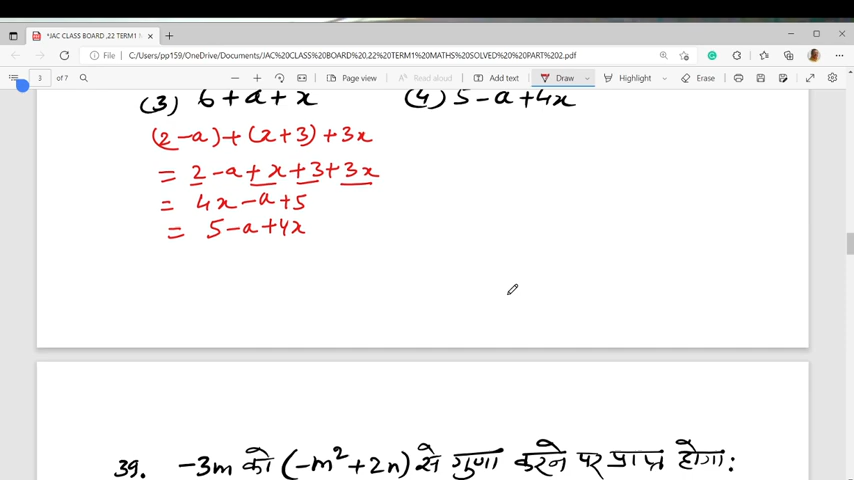 *JAC CLASS BOARD ,22 TERM1 M
File C:/Users/pp159/OneDrive/Documents/JAC%20CLASS%20BOARD%20,22%20TERM1%20MATHS%20SOLVED%20%20PART%202.pdf
3 of 7 Page view Read aloud Add text Draw Highlight Erase
(3) 6+a+x (4) 5-a+4x
(2-a)+(x+3)+3x
= 2-a+x+3+3x
= 4x-a+5
= 5-a+4x
39. -3m को (-m²+2n) से गुणा करने पर प्राप्त होगा: